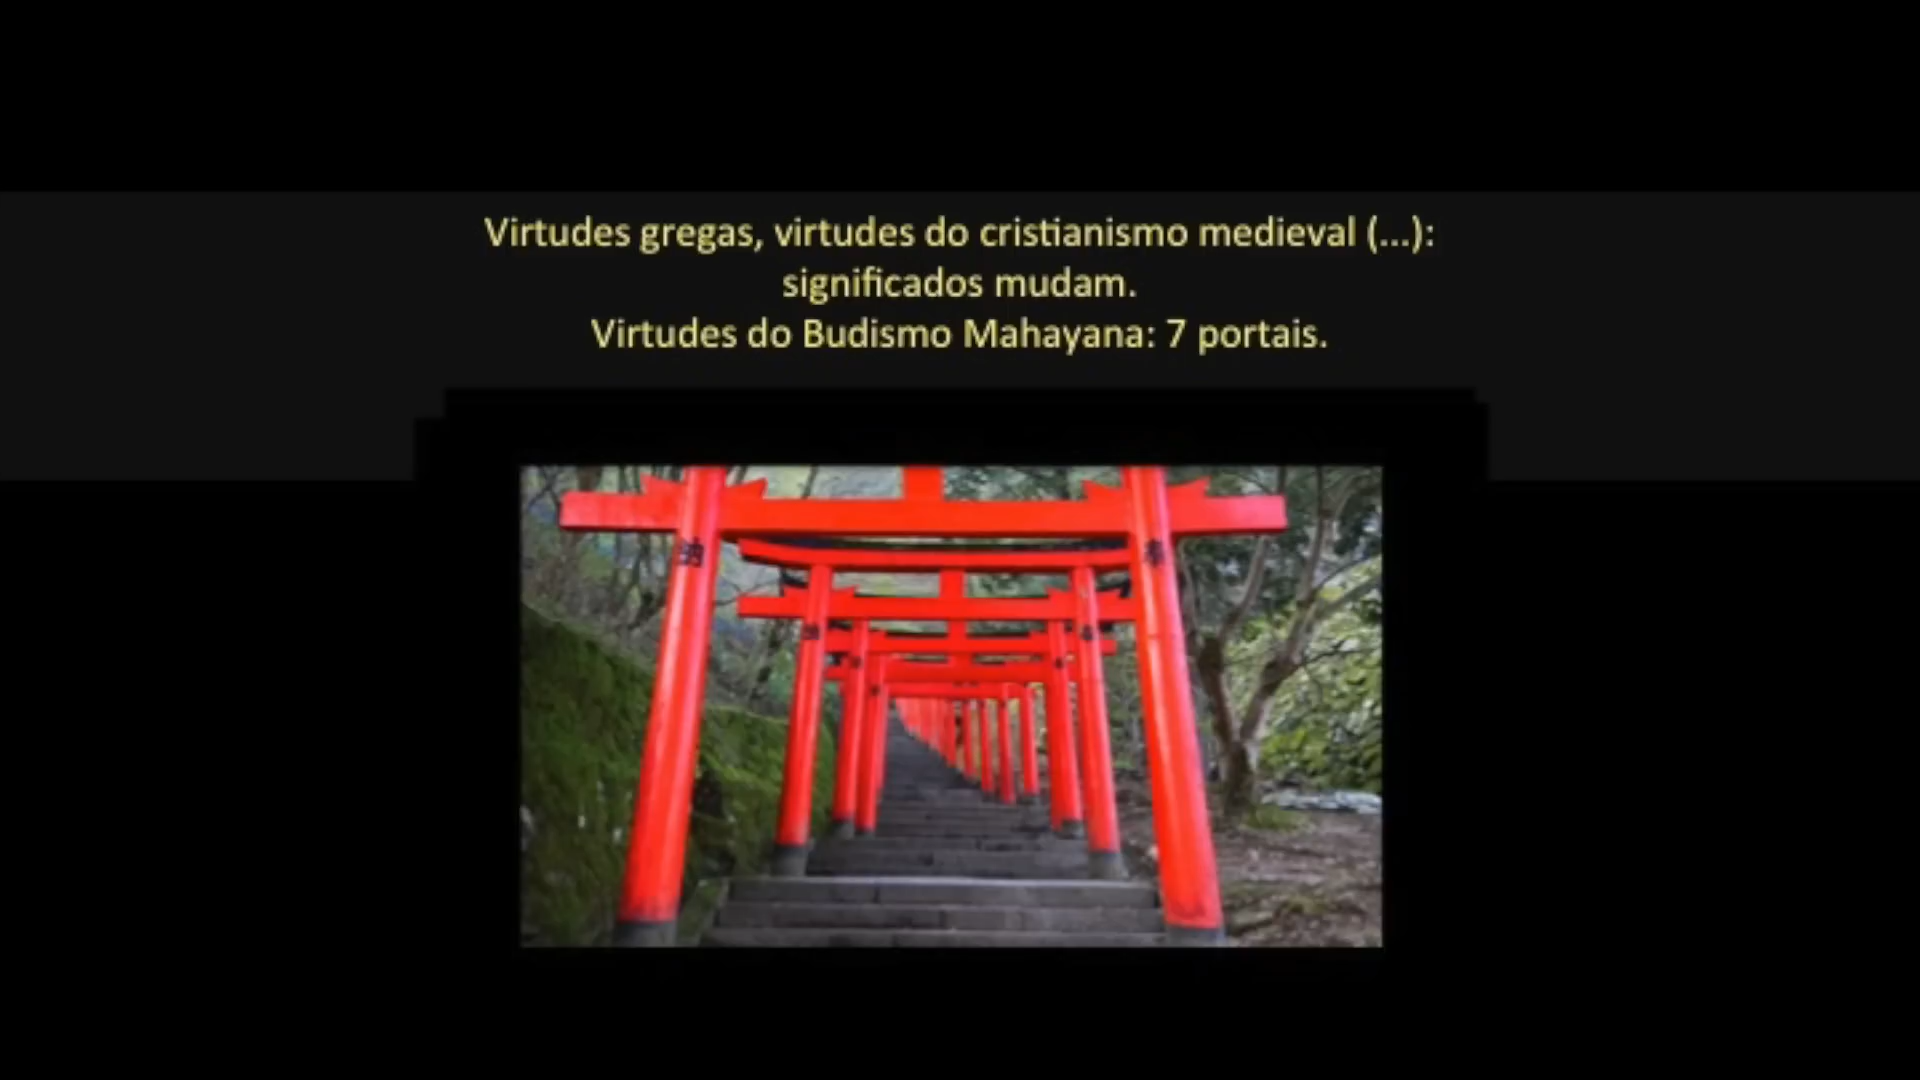 Virtudes gregas, virtudes do cristianismo medieval (...):
significados mudam.
Virtudes do Budismo Mahayana: 7 portais.